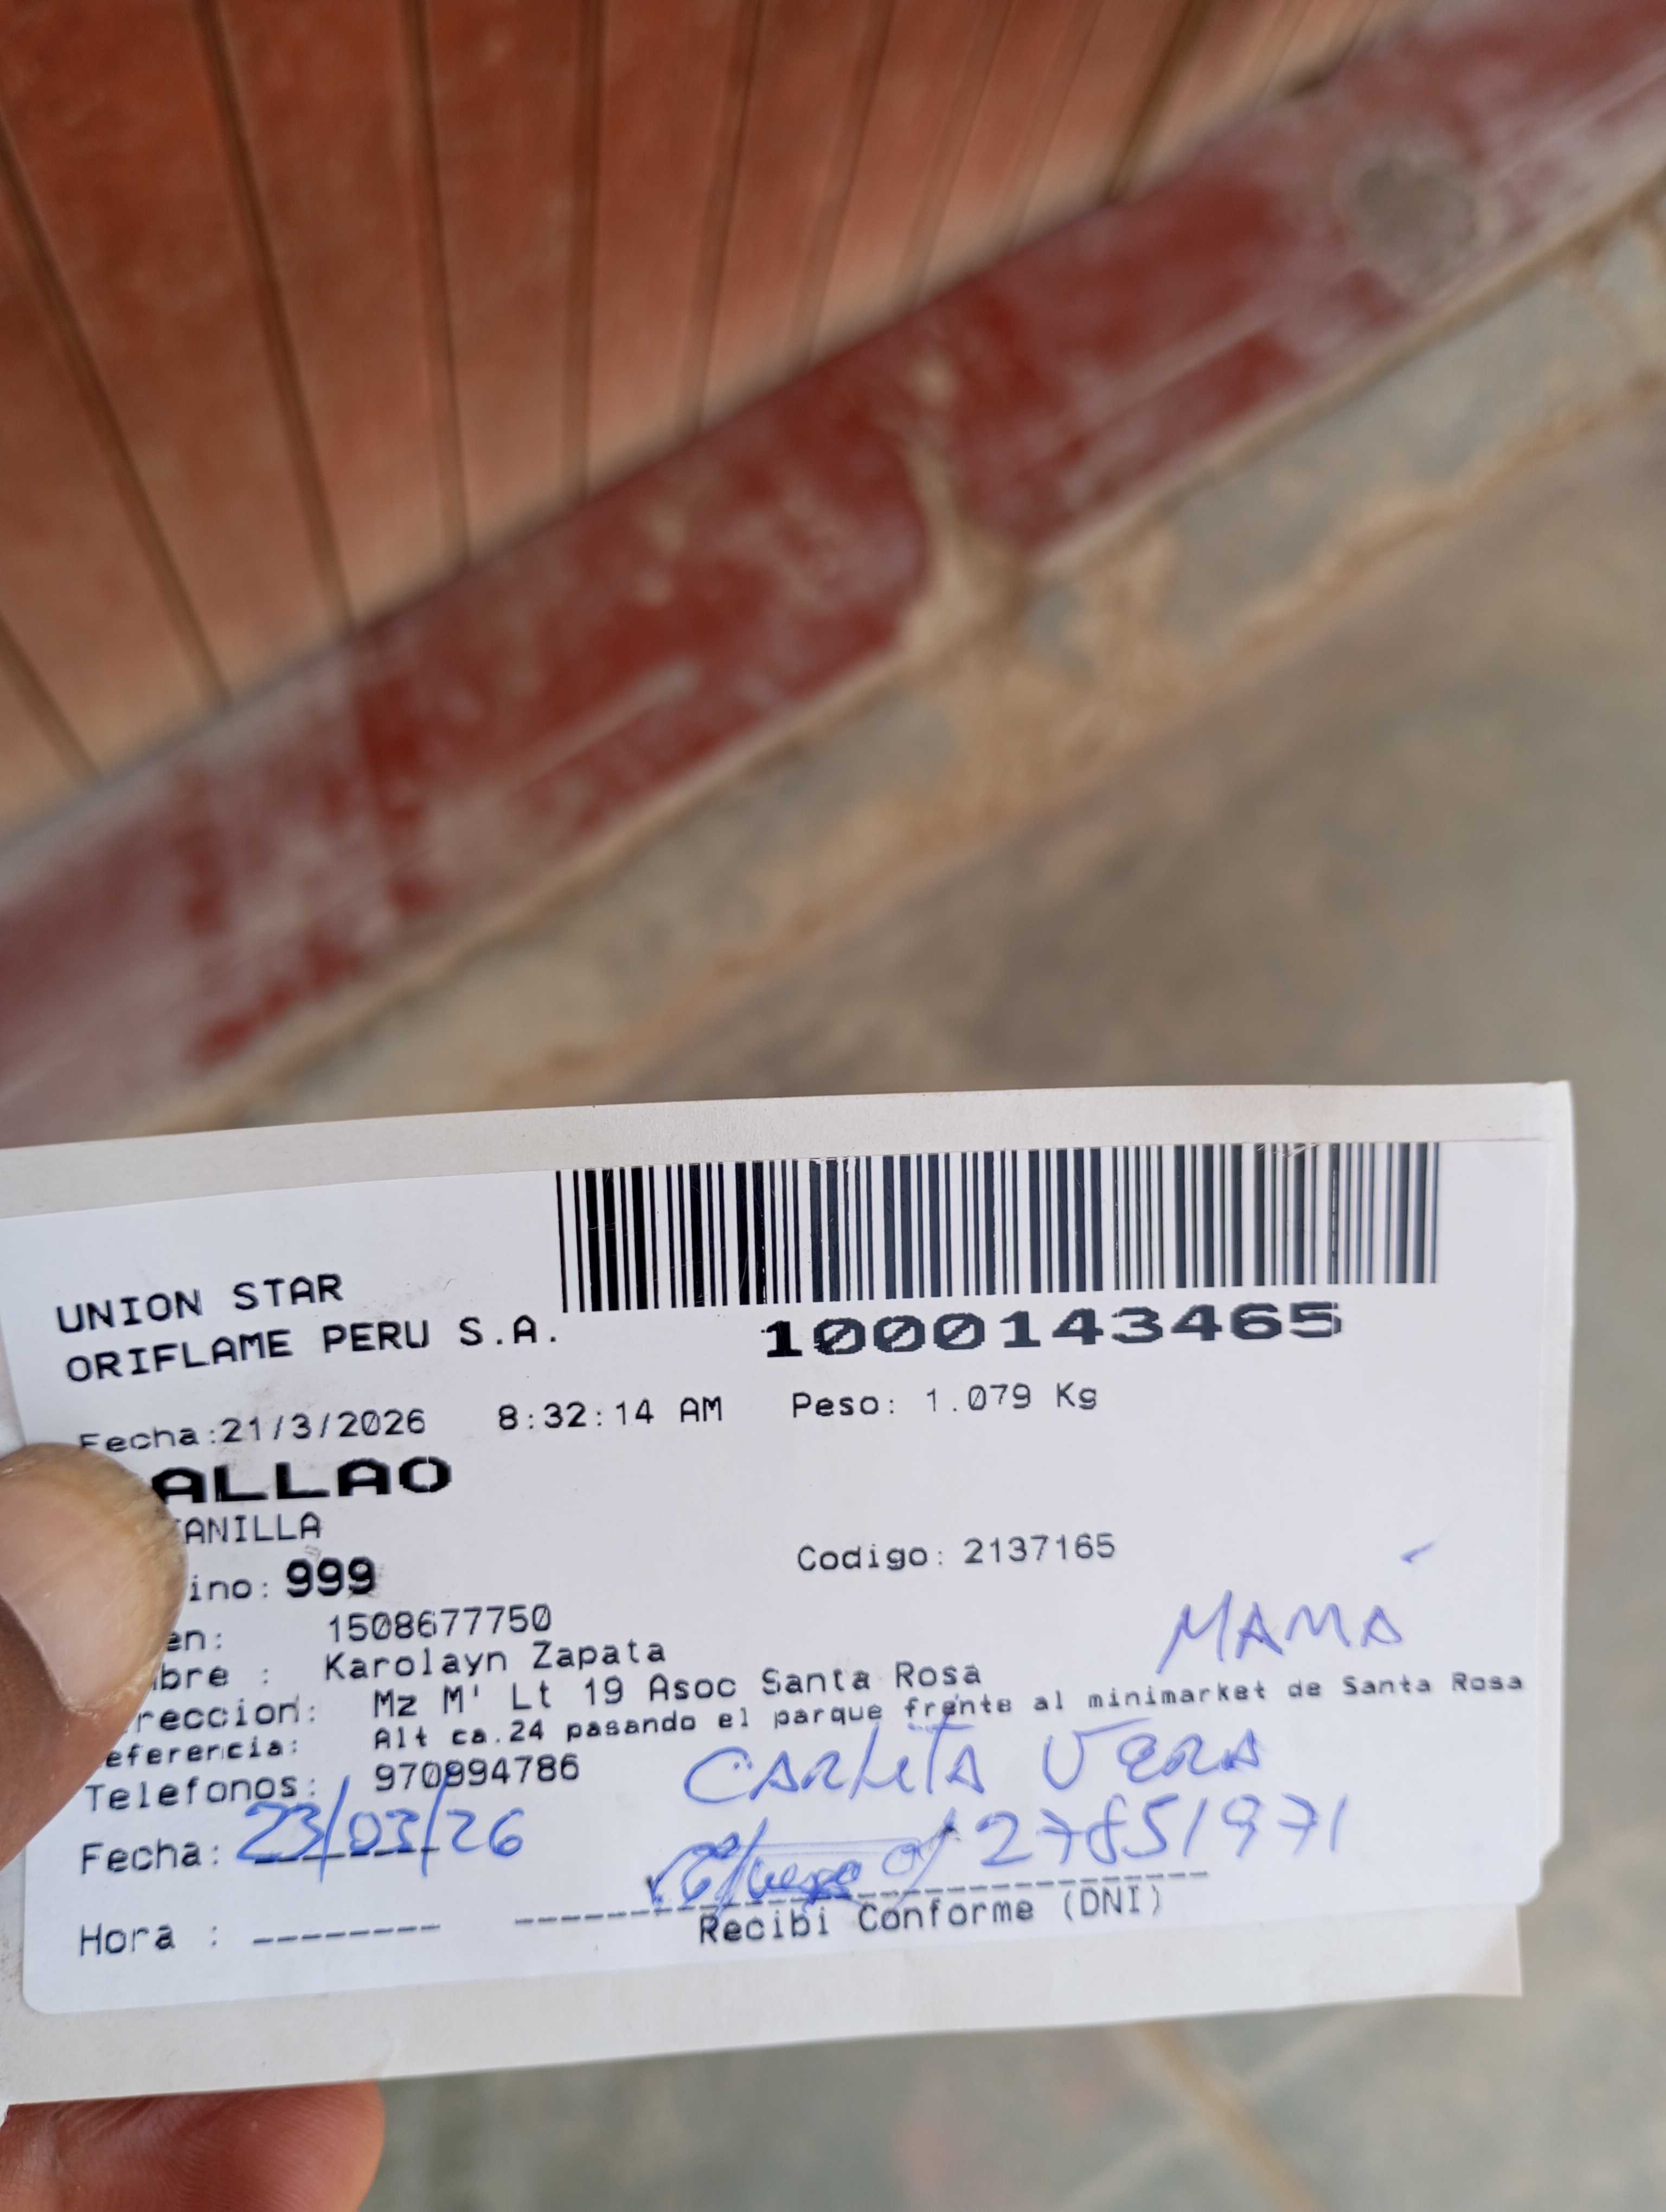 UNION STAR
ORIFLAME PERU S.A.
1000143465
Fecha:21/3/2026 8:32:14 AM Peso: 1.079 Kg
ALLAO
ANILLA
ino: 999 Codigo: 2137165
en: 1508677750
bre : Karolayn Zapata
MAMÁ
reccion: Mz M' Lt 19 Asoc Santa Rosa
eferencia: Alt ca.24 pasando el parque frente al minimarket de Santa Rosa
Telefonos: 970994786
CARLITA VERA
Fecha: 23/03/26
27851971
Hora :
Recibi Conforme (DNI)